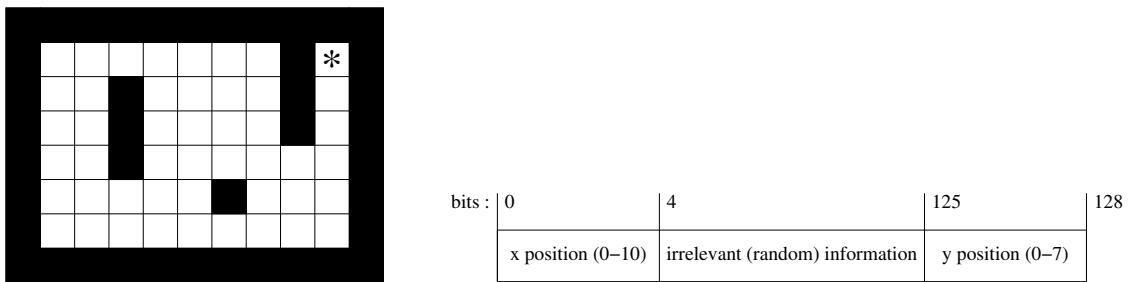 *
bits : 0 4 125 128
x position (0−10) irrelevant (random) information y position (0−7)